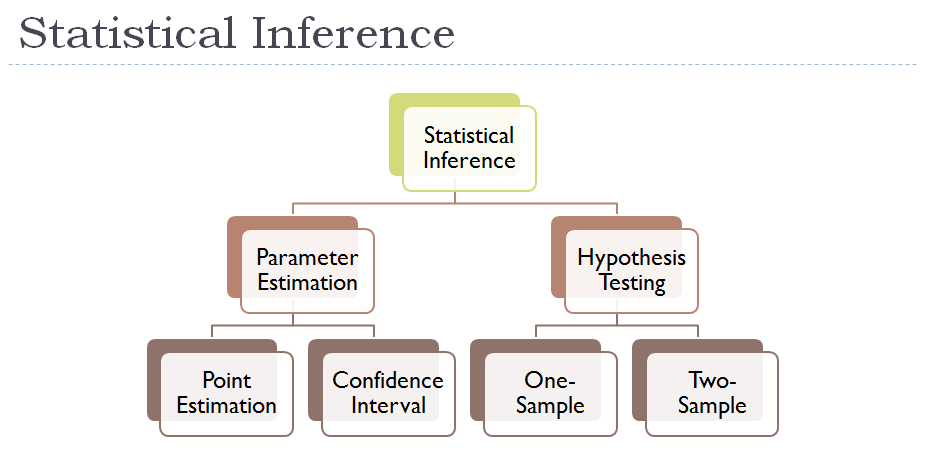 Statistical Inference
Statistical
Inference
Parameter
Estimation
Hypothesis
Testing
Point
Estimation
Confidence
Interval
One-
Sample
Two-
Sample